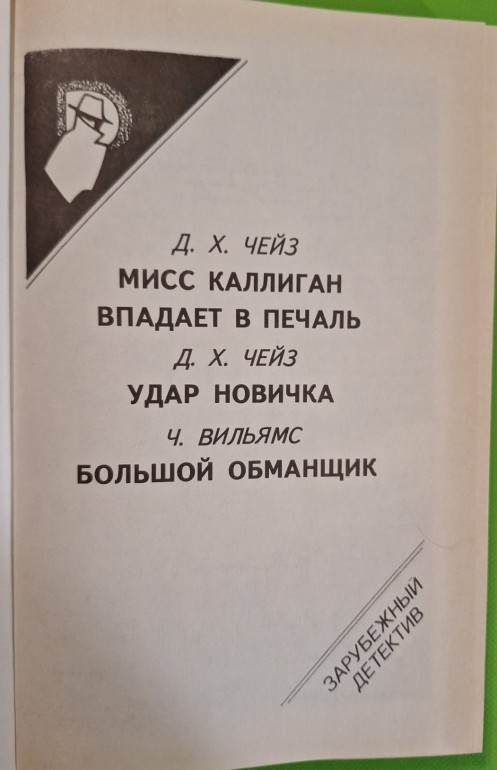 Д. Х. ЧЕЙЗ
МИСС КАЛЛИГАН
ВПАДАЕТ В ПЕЧАЛЬ
Д. Х. ЧЕЙЗ
УДАР НОВИЧКА
Ч. ВИЛЬЯМС
БОЛЬШОЙ ОБМАНЩИК
ЗАРУБЕЖНЫЙ
ДЕТЕКТИВ